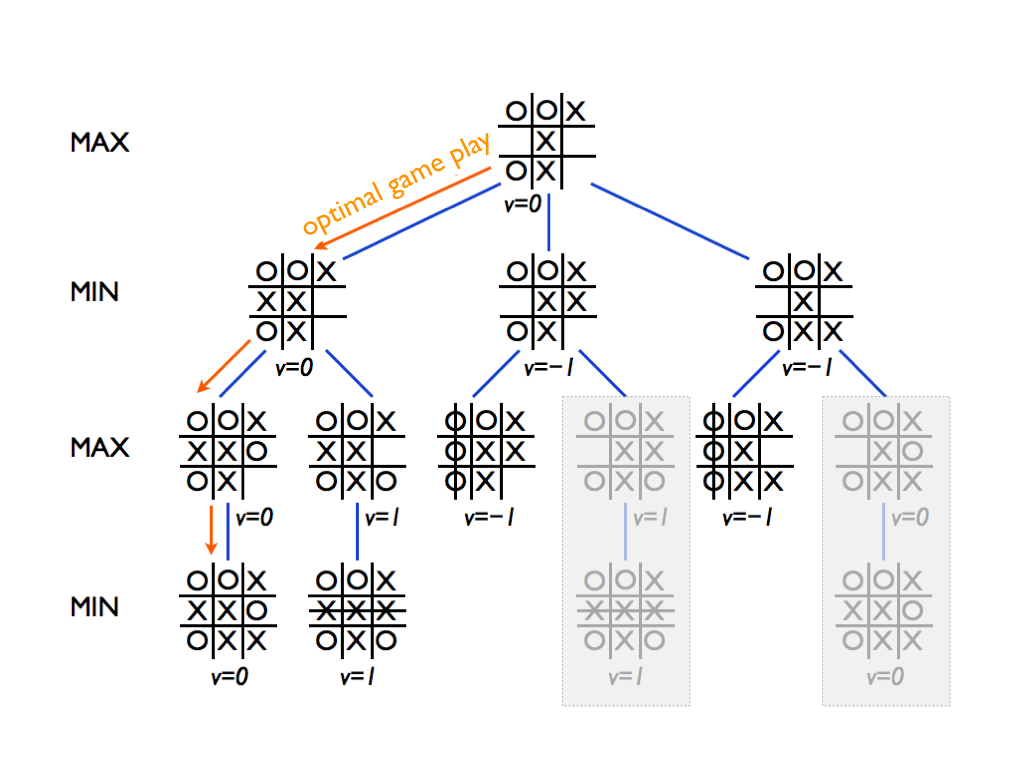 O O X
MAX
X
optimal game play
O X
v=0
O O X
O O X
O O X
MIN
X X
X X
X
O X
O X
O X X
v=0
v=-1
v=-1
O O X
O O X
O O X
O O X
O O X
O O X
MAX
X X O
X X
O X X
X X
O X
X O
O X
O X O
O X
O X O
O X X
O X X
v=0
v=1
v=-1
v=1
v=-1
v=0
O O X
O O X
O O X
O O X
MIN
X X O
X X X
X X X
X X O
O X X
O X O
O X O
O X X
v=0
v=1
v=1
v=0